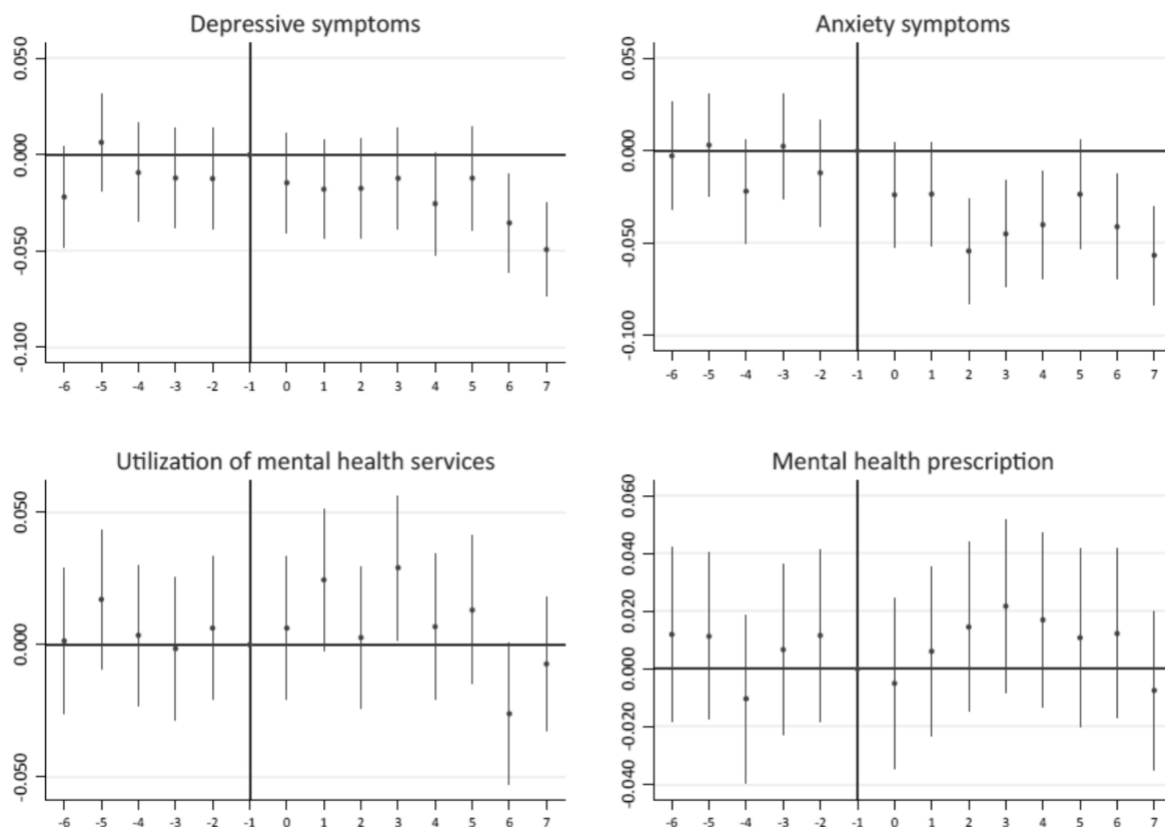 Depressive symptoms
0.050
0.000
-0.050
-0.100
-6 -5 -4 -3 -2 -1 0 1 2 3 4 5 6 7
Anxiety symptoms
0.050
0.000
-0.050
-0.100
-6 -5 -4 -3 -2 -1 0 1 2 3 4 5 6 7
Utilization of mental health services
0.050
0.000
-0.050
-6 -5 -4 -3 -2 -1 0 1 2 3 4 5 6 7
Mental health prescription
0.060
0.040
0.020
0.000
-0.020
-0.040
-6 -5 -4 -3 -2 -1 0 1 2 3 4 5 6 7